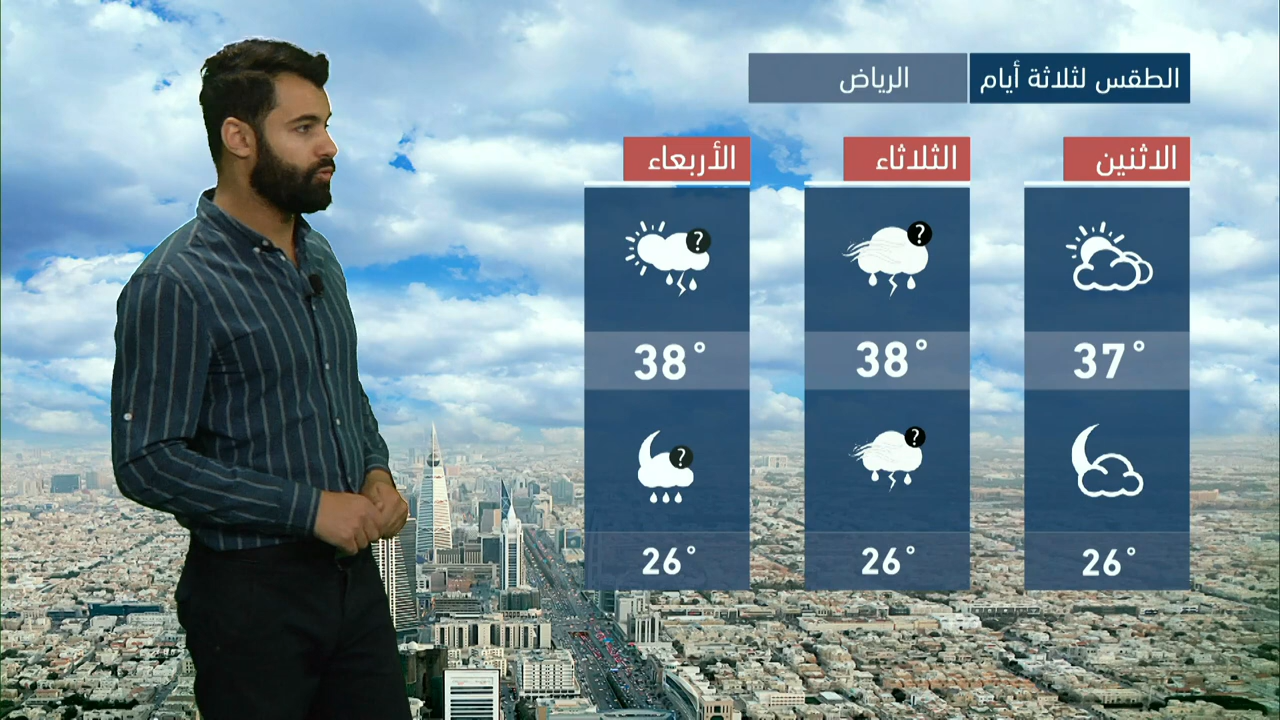 الطقس لثلاثة أيام
الرياض
الاثنين
الثلاثاء
الأربعاء
? ?
37° 38° 38°
? ?
26° 26° 26°